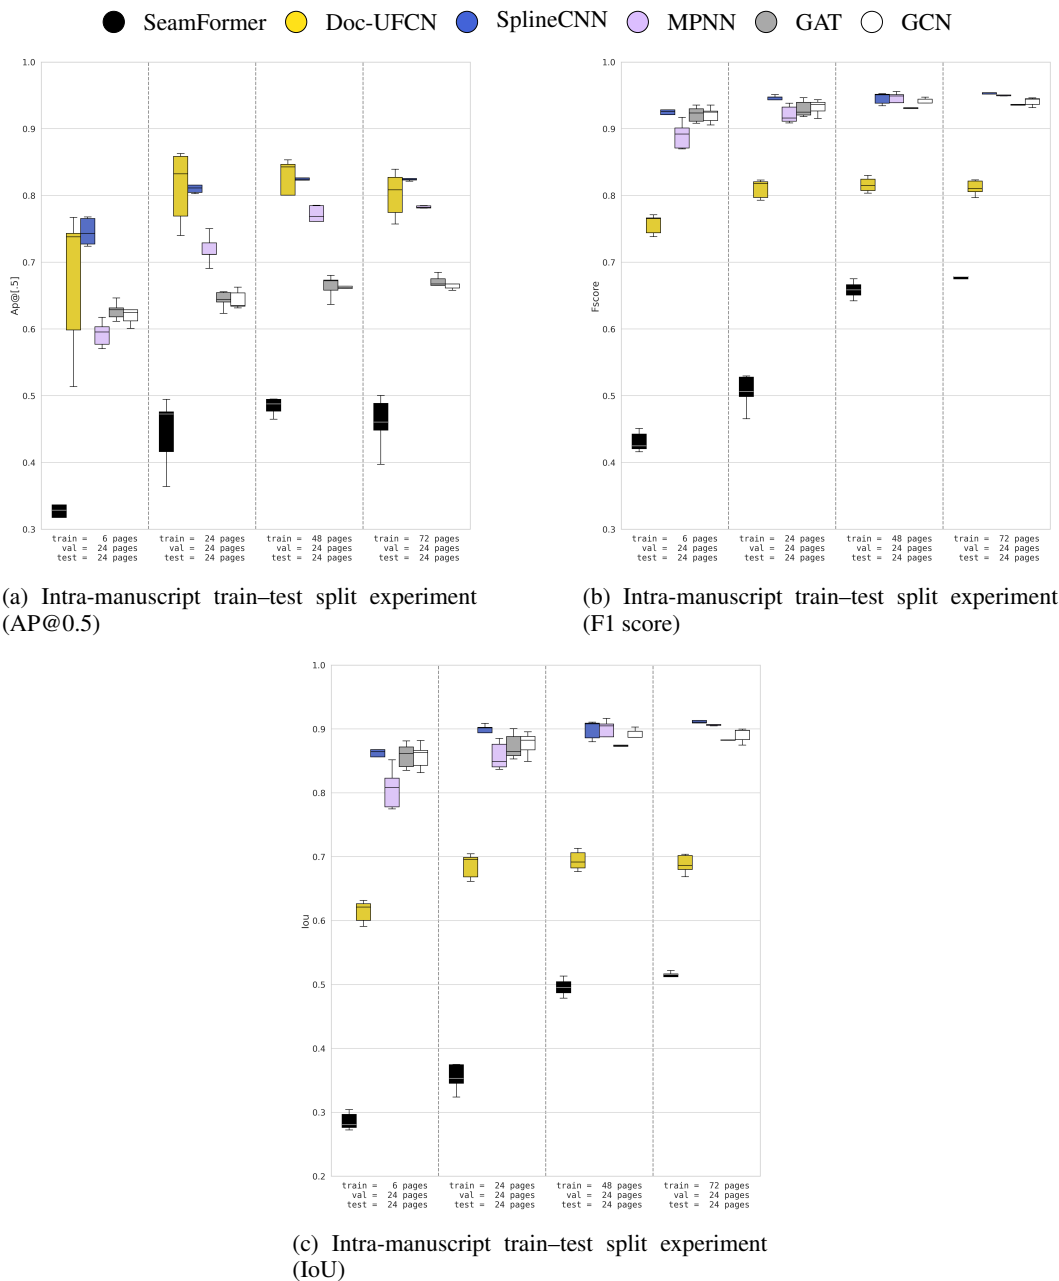 SeamFormer Doc-UFCN SplineCNN MPNN GAT GCN
1.0
0.9
0.8
0.7
0.6
0.5
0.4
0.3
Ap@[.5]
train = 6 pages train = 24 pages train = 48 pages train = 72 pages
val = 24 pages val = 24 pages val = 24 pages val = 24 pages
test = 24 pages test = 24 pages test = 24 pages test = 24 pages
(a) Intra-manuscript train–test split experiment
(AP@0.5)
1.0
0.9
0.8
0.7
0.6
0.5
0.4
0.3
Fscore
train = 6 pages train = 24 pages train = 48 pages train = 72 pages
val = 24 pages val = 24 pages val = 24 pages val = 24 pages
test = 24 pages test = 24 pages test = 24 pages test = 24 pages
(b) Intra-manuscript train–test split experiment
(F1 score)
1.0
0.9
0.8
0.7
0.6
0.5
0.4
0.3
0.2
Iou
train = 6 pages train = 24 pages train = 48 pages train = 72 pages
val = 24 pages val = 24 pages val = 24 pages val = 24 pages
test = 24 pages test = 24 pages test = 24 pages test = 24 pages
(c) Intra-manuscript train–test split experiment
(IoU)